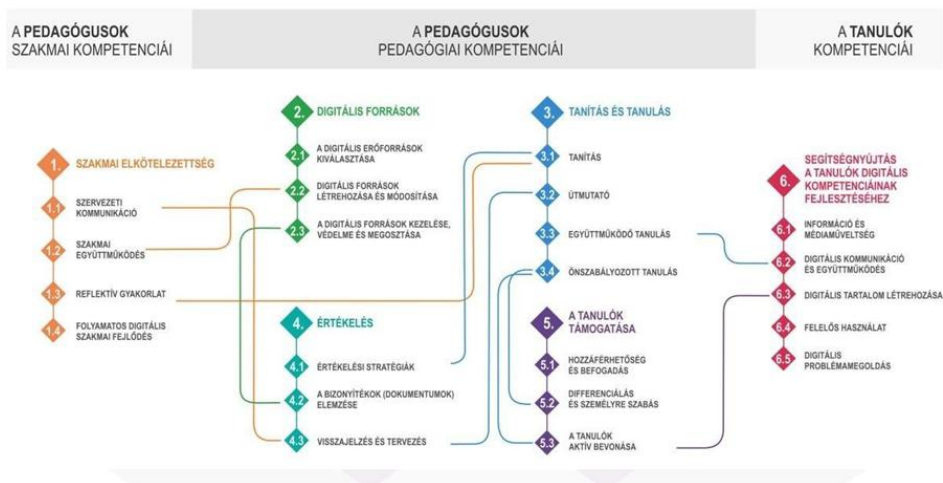 A PEDAGÓGUSOK
SZAKMAI KOMPETENCIÁI
A PEDAGÓGUSOK
PEDAGÓGIAI KOMPETENCIÁI
A TANULÓK
KOMPETENCIÁI
1. SZAKMAI ELKÖTELEZETTSÉG
1.1 SZERVEZETI
KOMMUNIKÁCIÓ
1.2 SZAKMAI
EGYÜTTMŰKÖDÉS
1.3 REFLEKTÍV GYAKORLAT
1.4 FOLYAMATOS DIGITÁLIS
SZAKMAI FEJLŐDÉS
2. DIGITÁLIS FORRÁSOK
2.1 A DIGITÁLIS ERŐFORRÁSOK
KIVÁLASZTÁSA
2.2 DIGITÁLIS FORRÁSOK
LÉTREHOZÁSA ÉS MÓDOSÍTÁSA
2.3 A DIGITÁLIS FORRÁSOK KEZELÉSE,
VÉDELME ÉS MEGOSZTÁSA
4. ÉRTÉKELÉS
4.1 ÉRTÉKELÉSI STRATÉGIÁK
4.2 A BIZONYÍTÉKOK (DOKUMENTUMOK)
ELEMZÉSE
4.3 VISSZAJELZÉS ÉS TERVEZÉS
3. TANÍTÁS ÉS TANULÁS
3.1 TANÍTÁS
3.2 ÚTMUTATÓ
3.3 EGYÜTTMŰKÖDŐ TANULÁS
3.4 ÖNSZABÁLYOZOTT TANULÁS
5. A TANULÓK
TÁMOGATÁSA
5.1 HOZZÁFÉRHETŐSÉG
ÉS BEFOGADÁS
5.2 DIFFERENCIÁLÁS
ÉS SZEMÉLYRE SZABÁS
5.3 A TANULÓK
AKTÍV BEVONÁSA
6. SEGÍTSÉGNYÚJTÁS
A TANULÓK DIGITÁLIS
KOMPETENCIÁINAK
FEJLESZTÉSÉHEZ
6.1 INFORMÁCIÓ ÉS
MÉDIAMŰVELTSÉG
6.2 DIGITÁLIS KOMMUNIKÁCIÓ
ÉS EGYÜTTMŰKÖDÉS
6.3 DIGITÁLIS TARTALOM LÉTREHOZÁSA
6.4 FELELŐS HASZNÁLAT
6.5 DIGITÁLIS
PROBLÉMAMEGOLDÁS